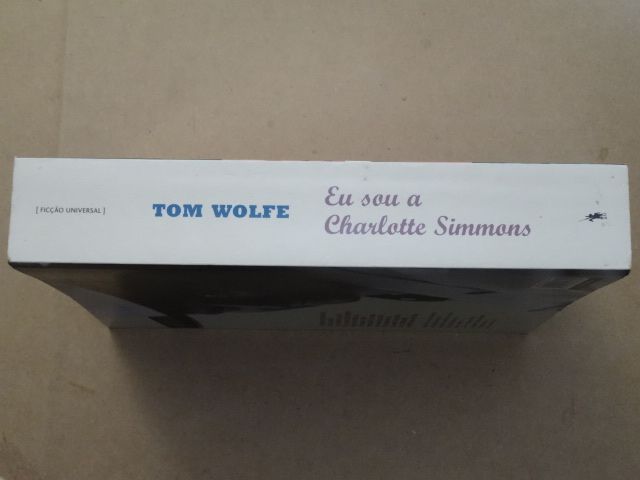 [ FICÇÃO UNIVERSAL ]
TOM WOLFE
Eu sou a
Charlotte Simmons